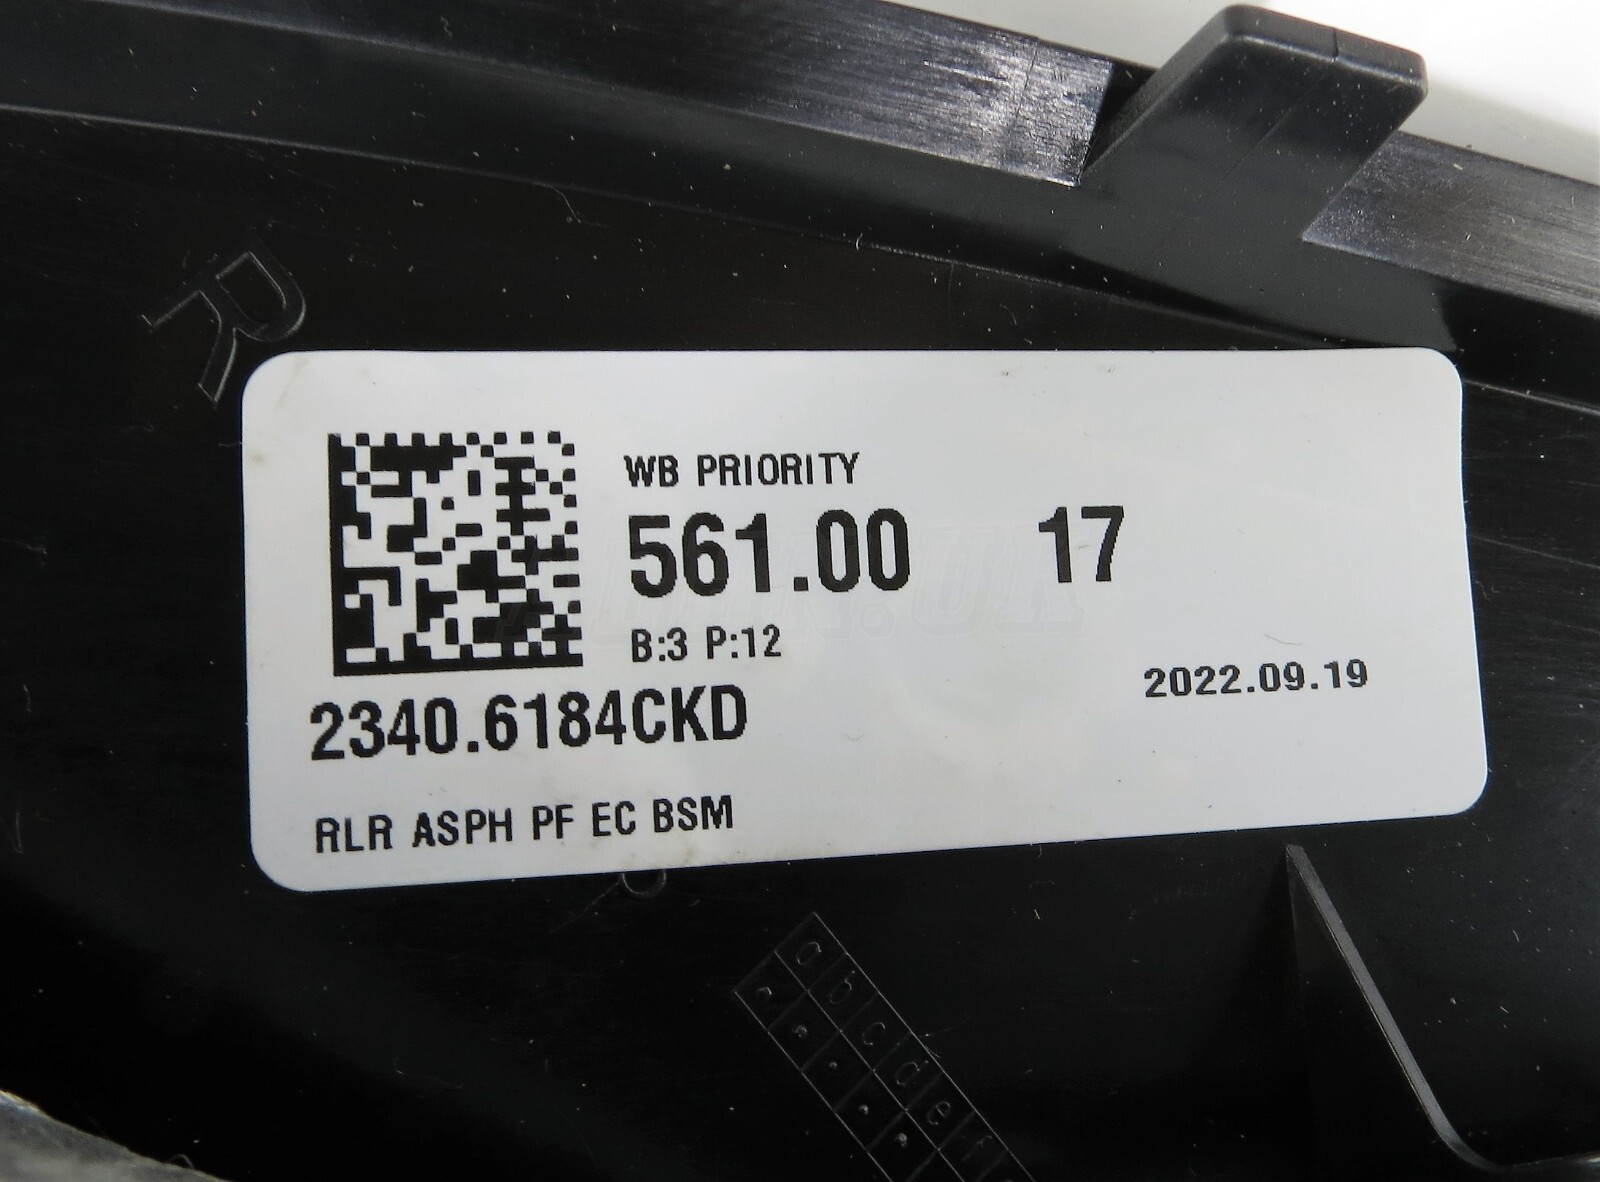 R
WB PRIORITY
561.00 17
B:3 P:12
2022.09.19
2340.6184CKD
RLR ASPH PF EC BSM
a b c d e f